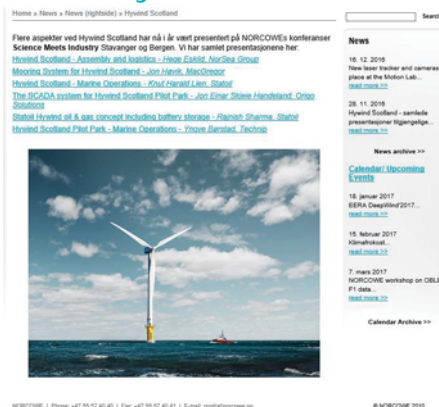 Home » News » News (rightside) » Hywind Scotland
Flere aspekter ved Hywind Scotland har nå i år vært presentert på NORCOWEs konferanser
Science Meets Industry Stavanger og Bergen. Vi har samlet presentasjonene her:
Hywind Scotland - Assembly and logistics - Hege Eskild, NorSea Group
Mooring System for Hywind Scotland - Jon Høvik, MacGregor
Hywind Scotland - Marine Operations - Knut Harald Lien, Statoil
The SCADA system for Hywind Scotland Pilot Park - Jon Einar Skieie Handeland, Origo
Solutions
Statoil Hywind oil & gas concept including battery storage - Rajnish Sharma, Statoil
Hywind Scotland Pilot Park - Marine Operations - Yngve Børstad, Technip
NORCOWE | Phone: +47 55 57 40 40 | Fax: +47 55 57 40 41 | E-mail:
Search
News
16. 12. 2016
New laser tracker and cameras
place at the Motion Lab...
read more >>
28. 11. 2016
Hywind Scotland - samlede
presentasjoner tilgjengelige...
read more >>
News archive >>
Calendar/ Upcoming
Events
18. januar 2017
EERA DeepWind'2017...
read more >>
15. februar 2017
Klimafrokost...
read more >>
7. mars 2017
NORCOWE workshop on OBLE
F1 data...
read more >>
Calendar Archive >>
© NORCOWE 2010